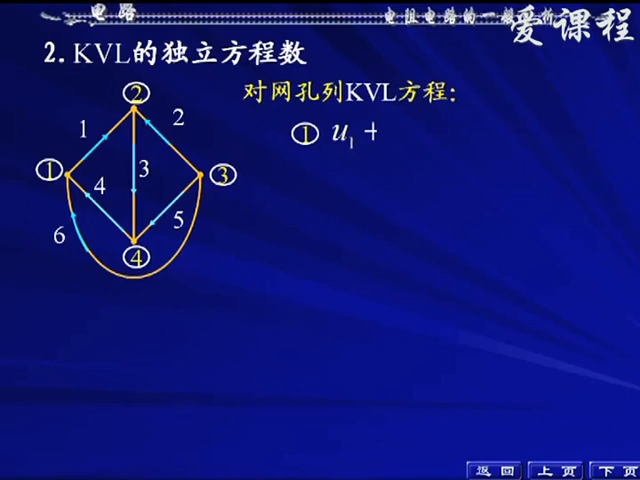 电路
电阻电路的一般分析
爱课程
2. KVL的独立方程数
对网孔列KVL方程:
① u₁ +
②
1
2
①
3
③
4
5
6
④
返回
上页
下页